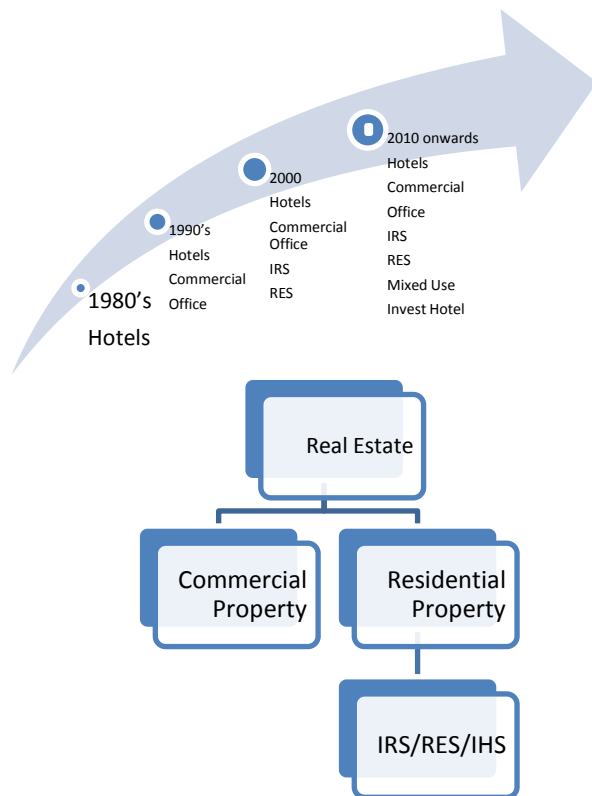 1980's
Hotels
1990's
Hotels
Commercial
Office
2000
Hotels
Commercial
Office
IRS
RES
2010 onwards
Hotels
Commercial
Office
IRS
RES
Mixed Use
Invest Hotel
Real Estate
Commercial
Property
Residential
Property
IRS/RES/IHS